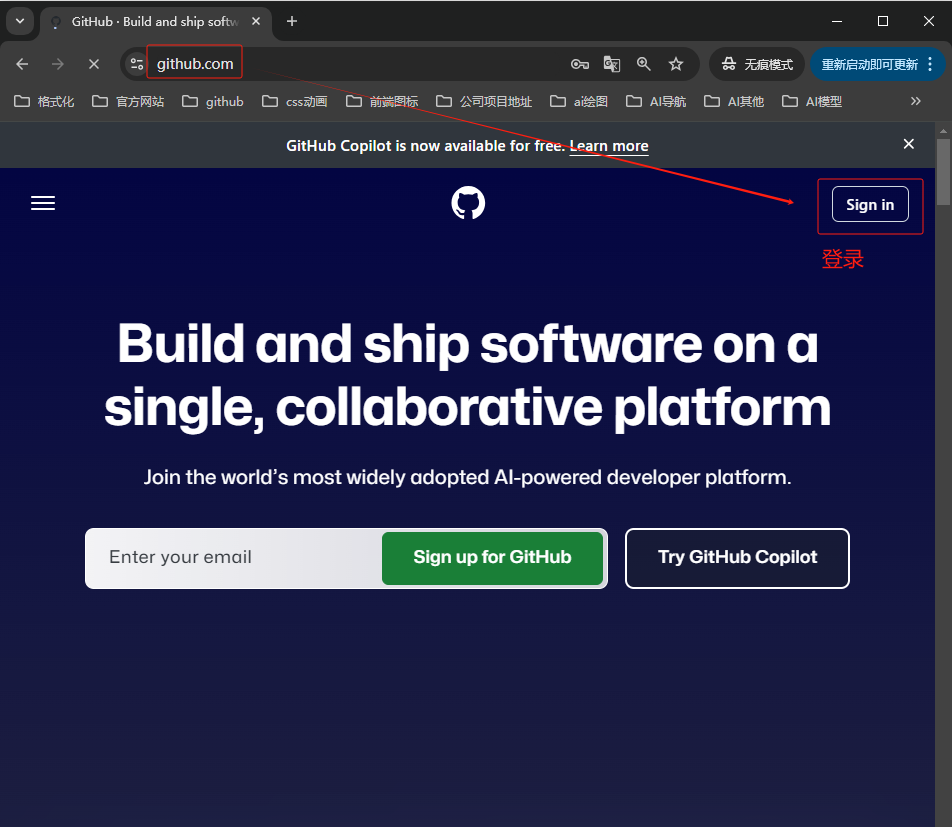 GitHub · Build and ship softw
github.com
无痕模式
重新启动即可更新
格式化 官方网站 github css动画 前端图标 公司项目地址 ai绘图 AI导航 AI其他 AI模型
GitHub Copilot is now available for free. Learn more
Sign in
登录
Build and ship software on a
single, collaborative platform
Join the world’s most widely adopted AI-powered developer platform.
Enter your email
Sign up for GitHub
Try GitHub Copilot